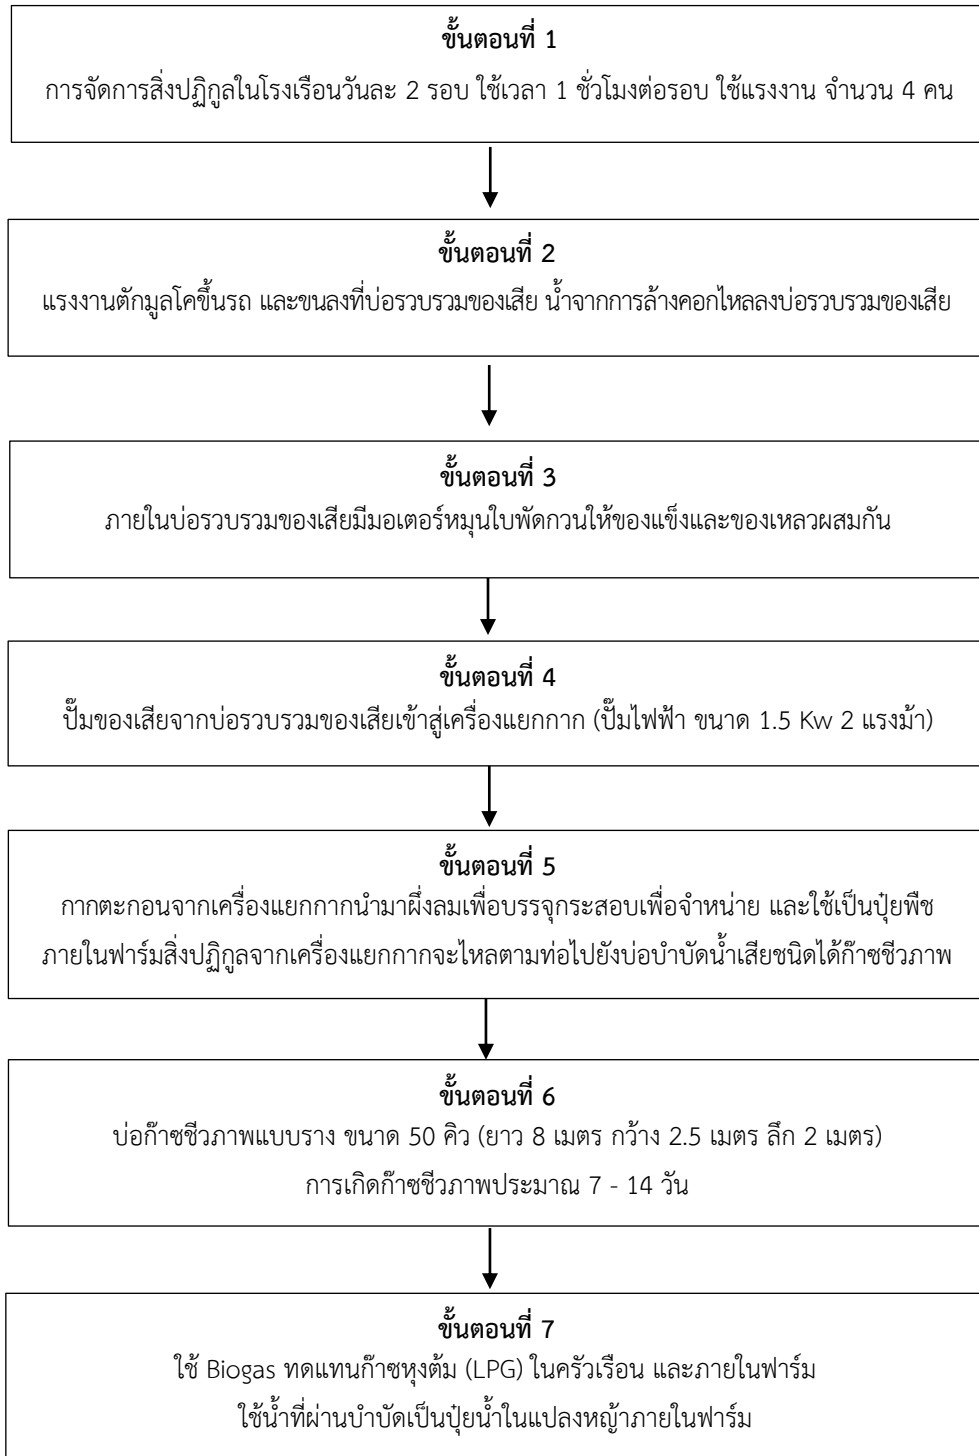 ขั้นตอนที่ 1
การจัดการสิ่งปฏิกูลในโรงเรือนวันละ 2 รอบ ใช้เวลา 1 ชั่วโมงต่อรอบ ใช้แรงงาน จำนวน 4 คน
ขั้นตอนที่ 2
แรงงานตักมูลโคขึ้นรถ และขนลงที่บ่อรวบรวมของเสีย น้ำจากการล้างคอกไหลลงบ่อรวบรวมของเสีย
ขั้นตอนที่ 3
ภายในบ่อรวบรวมของเสียมีมอเตอร์หมุนใบพัดกวนให้ของแข็งและของเหลวผสมกัน
ขั้นตอนที่ 4
ปั๊มของเสียจากบ่อรวบรวมของเสียเข้าสู่เครื่องแยกกาก (ปั๊มไฟฟ้า ขนาด 1.5 Kw 2 แรงม้า)
ขั้นตอนที่ 5
กากตะกอนจากเครื่องแยกกากนำมาผึ่งลมเพื่อบรรจุกระสอบเพื่อจำหน่าย และใช้เป็นปุ๋ยพืช
ภายในฟาร์มสิ่งปฏิกูลจากเครื่องแยกกากจะไหลตามท่อไปยังบ่อบำบัดน้ำเสียชนิดได้ก๊าซชีวภาพ
ขั้นตอนที่ 6
บ่อก๊าซชีวภาพแบบราง ขนาด 50 คิว (ยาว 8 เมตร กว้าง 2.5 เมตร ลึก 2 เมตร)
การเกิดก๊าซชีวภาพประมาณ 7 - 14 วัน
ขั้นตอนที่ 7
ใช้ Biogas ทดแทนก๊าซหุงต้ม (LPG) ในครัวเรือน และภายในฟาร์ม
ใช้น้ำที่ผ่านบำบัดเป็นปุ๋ยน้ำในแปลงหญ้าภายในฟาร์ม